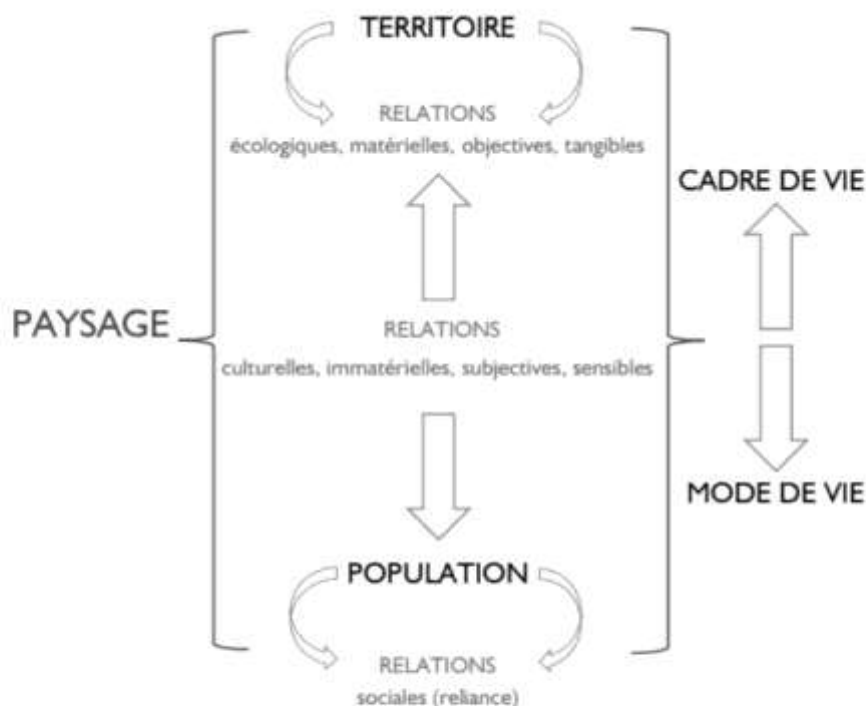 TERRITOIRE
RELATIONS
écologiques, matérielles, objectives, tangibles
CADRE DE VIE
PAYSAGE
RELATIONS
culturelles, immatérielles, subjectives, sensibles
MODE DE VIE
POPULATION
RELATIONS
sociales (reliance)